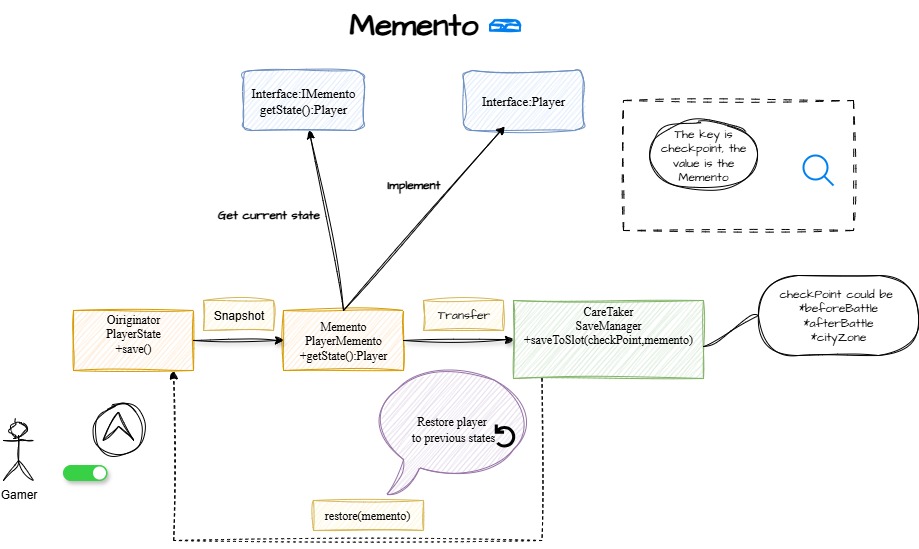 Memento
Interface:IMemento
getState():Player
Interface:Player
The key is
checkpoint, the
value is the
Memento
Implement
Get current state
Oiriginator
PlayerState
+save()
Snapshot
Memento
PlayerMemento
+getState():Player
Transfer
CareTaker
SaveManager
+saveToSlot(checkPoint,memento)
checkPoint could be
*beforeBattle
*afterBattle
*cityZone
Restore player
to previous states
Gamer
restore(memento)